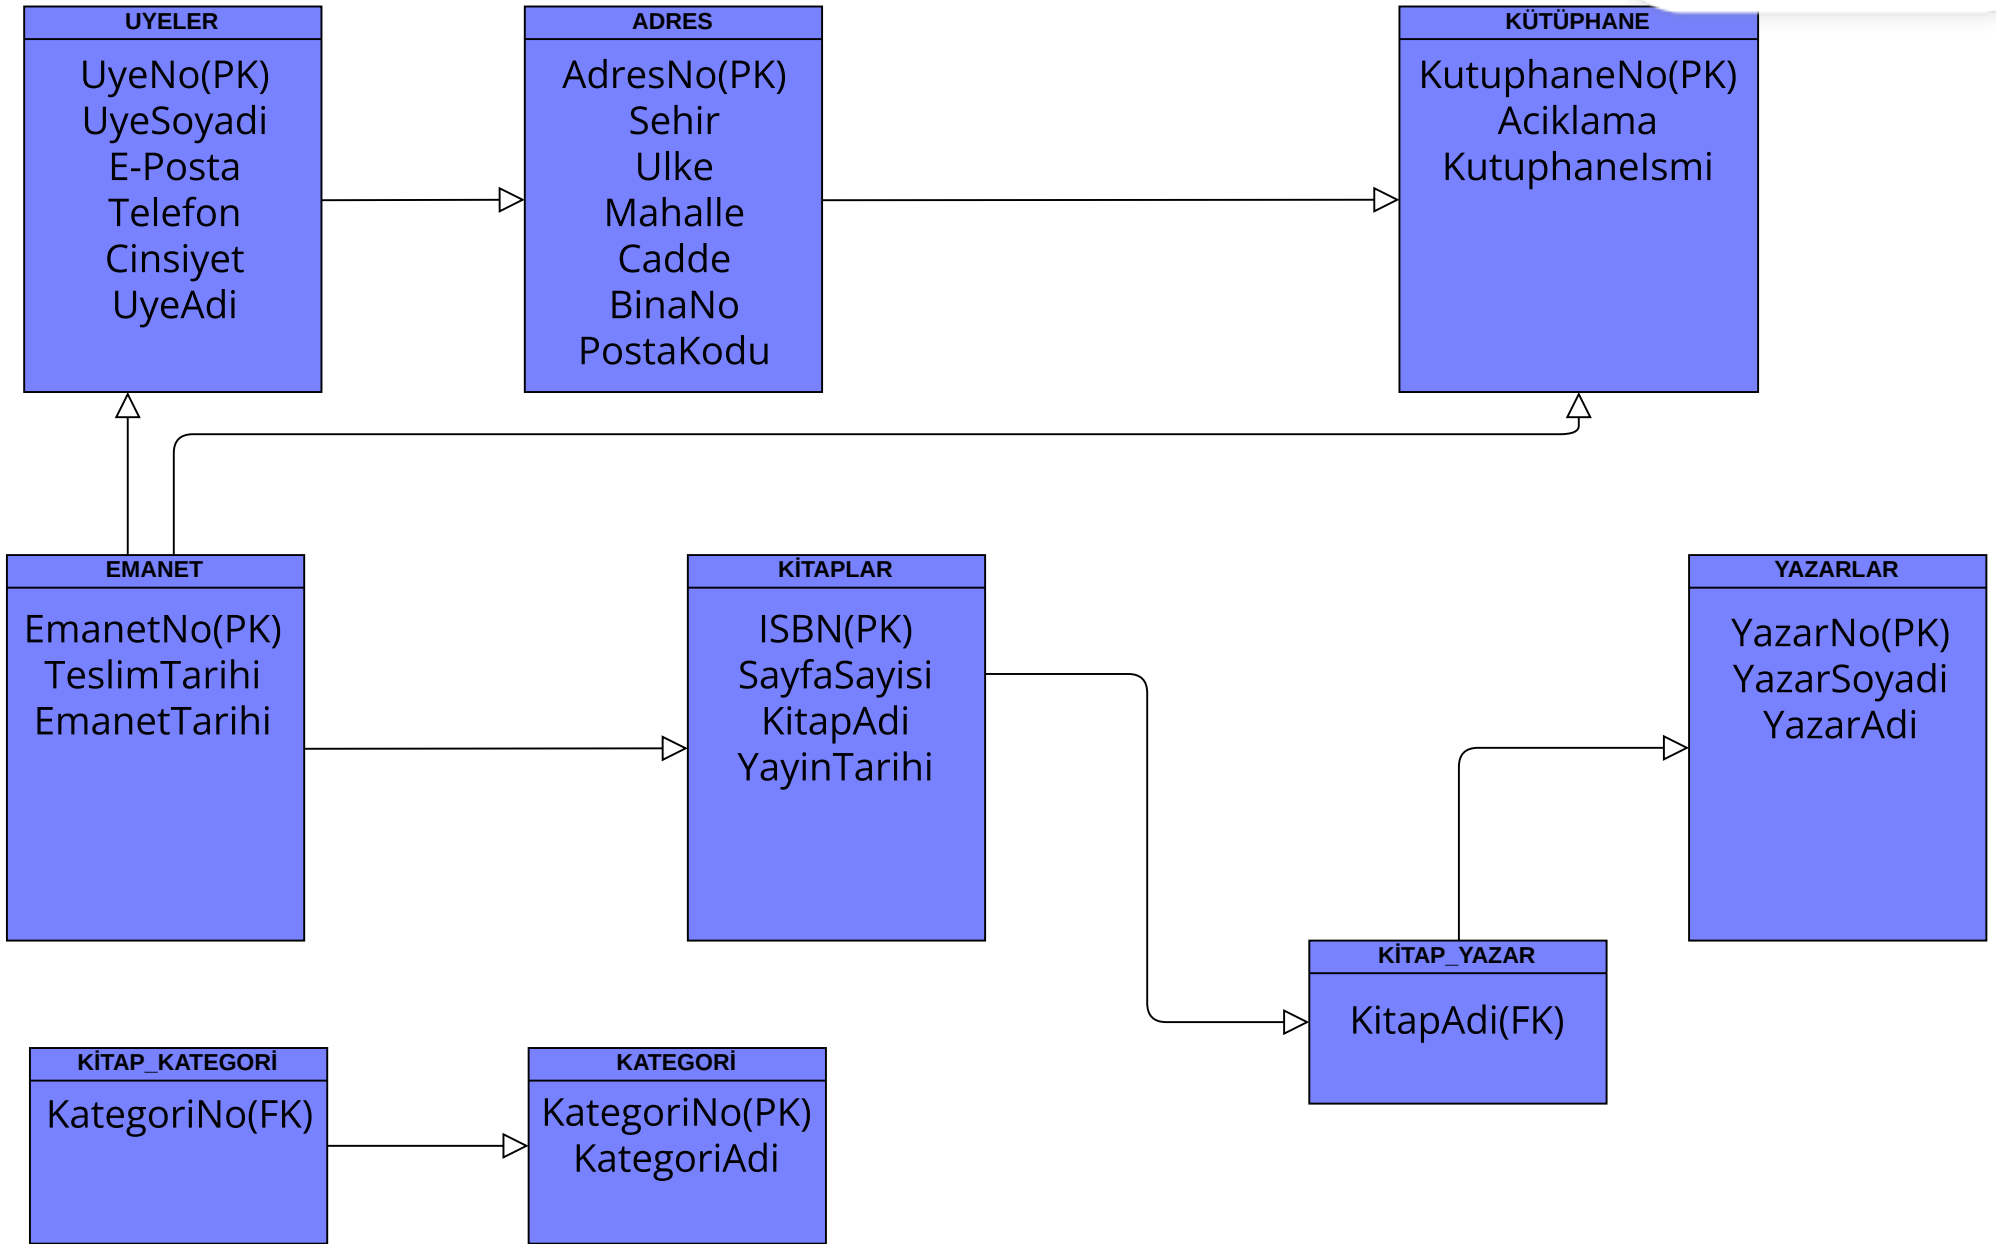 UYELER
UyeNo(PK)
UyeSoyadi
E-Posta
Telefon
Cinsiyet
UyeAdi
ADRES
AdresNo(PK)
Sehir
Ulke
Mahalle
Cadde
BinaNo
PostaKodu
KÜTÜPHANE
KutuphaneNo(PK)
Aciklama
KutuphaneIsmi
EMANET
EmanetNo(PK)
TeslimTarihi
EmanetTarihi
KİTAPLAR
ISBN(PK)
SayfaSayisi
KitapAdi
YayinTarihi
YAZARLAR
YazarNo(PK)
YazarSoyadi
YazarAdi
KİTAP_YAZAR
KitapAdi(FK)
KİTAP_KATEGORİ
KategoriNo(FK)
KATEGORİ
KategoriNo(PK)
KategoriAdi